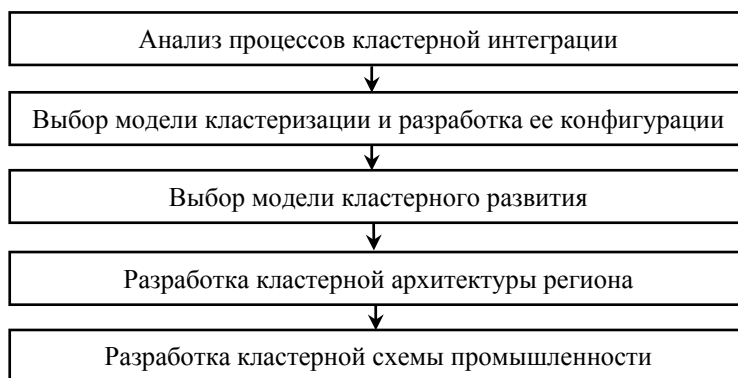 Анализ процессов кластерной интеграции
Выбор модели кластеризации и разработка ее конфигурации
Выбор модели кластерного развития
Разработка кластерной архитектуры региона
Разработка кластерной схемы промышленности